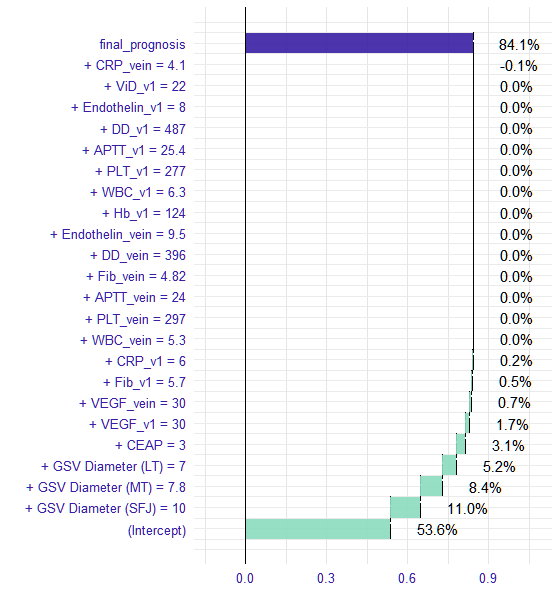 final_prognosis 84.1%
+ CRP_vein = 4.1 -0.1%
+ ViD_v1 = 22 0.0%
+ Endothelin_v1 = 8 0.0%
+ DD_v1 = 487 0.0%
+ APTT_v1 = 25.4 0.0%
+ PLT_v1 = 277 0.0%
+ WBC_v1 = 6.3 0.0%
+ Hb_v1 = 124 0.0%
+ Endothelin_vein = 9.5 0.0%
+ DD_vein = 396 0.0%
+ Fib_vein = 4.82 0.0%
+ APTT_vein = 24 0.0%
+ PLT_vein = 297 0.0%
+ WBC_vein = 5.3 0.0%
+ CRP_v1 = 6 0.2%
+ Fib_v1 = 5.7 0.5%
+ VEGF_vein = 30 0.7%
+ VEGF_v1 = 30 1.7%
+ CEAP = 3 3.1%
+ GSV Diameter (LT) = 7 5.2%
+ GSV Diameter (MT) = 7.8 8.4%
+ GSV Diameter (SFJ) = 10 11.0%
(Intercept) 53.6%
0.0 0.3 0.6 0.9